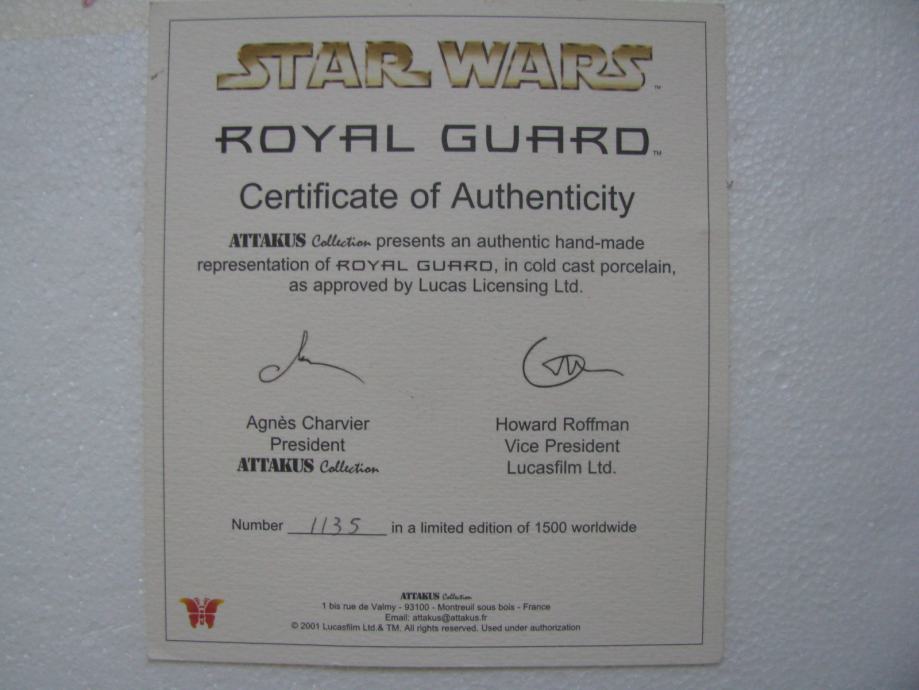 STAR WARS™
ROYAL GUARD™
Certificate of Authenticity
ATTAKUS Collection presents an authentic hand-made
representation of ROYAL GUARD, in cold cast porcelain,
as approved by Lucas Licensing Ltd.
Agnès Charvier
President
ATTAKUS Collection
Howard Roffman
Vice President
Lucasfilm Ltd.
Number 1135 in a limited edition of 1500 worldwide
ATTAKUS Collection
1 bis rue de Valmy - 93100 - Montreuil sous bois - France
Email: attakus@attakus.fr
© 2001 Lucasfilm Ltd.& TM. All rights reserved. Used under authorization